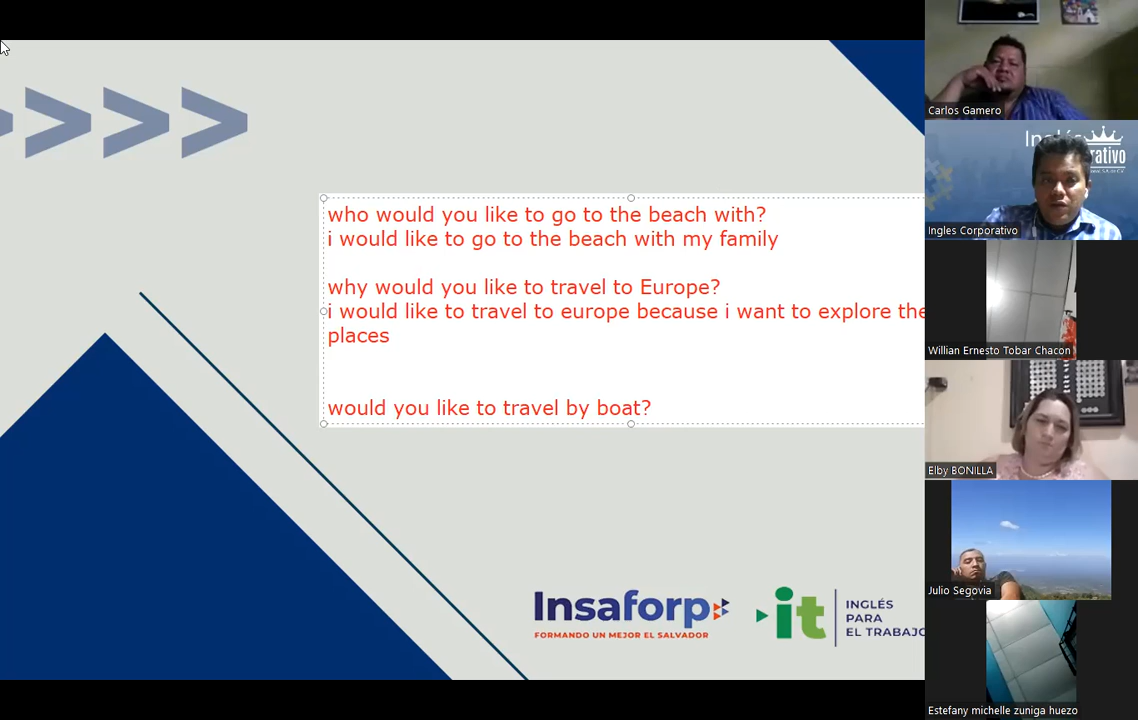 who would you like to go to the beach with?
i would like to go to the beach with my family
why would you like to travel to Europe?
i would like to travel to europe because i want to explore the
places
would you like to travel by boat?
Insaforp
FORMANDO UN MEJOR EL SALVADOR
it
INGLÉS
PARA
EL TRABAJO
Carlos Gamero
Ingles Corporativo
Willian Ernesto Tobar Chacon
Elby BONILLA
Julio Segovia
Estefany michelle zuniga huezo